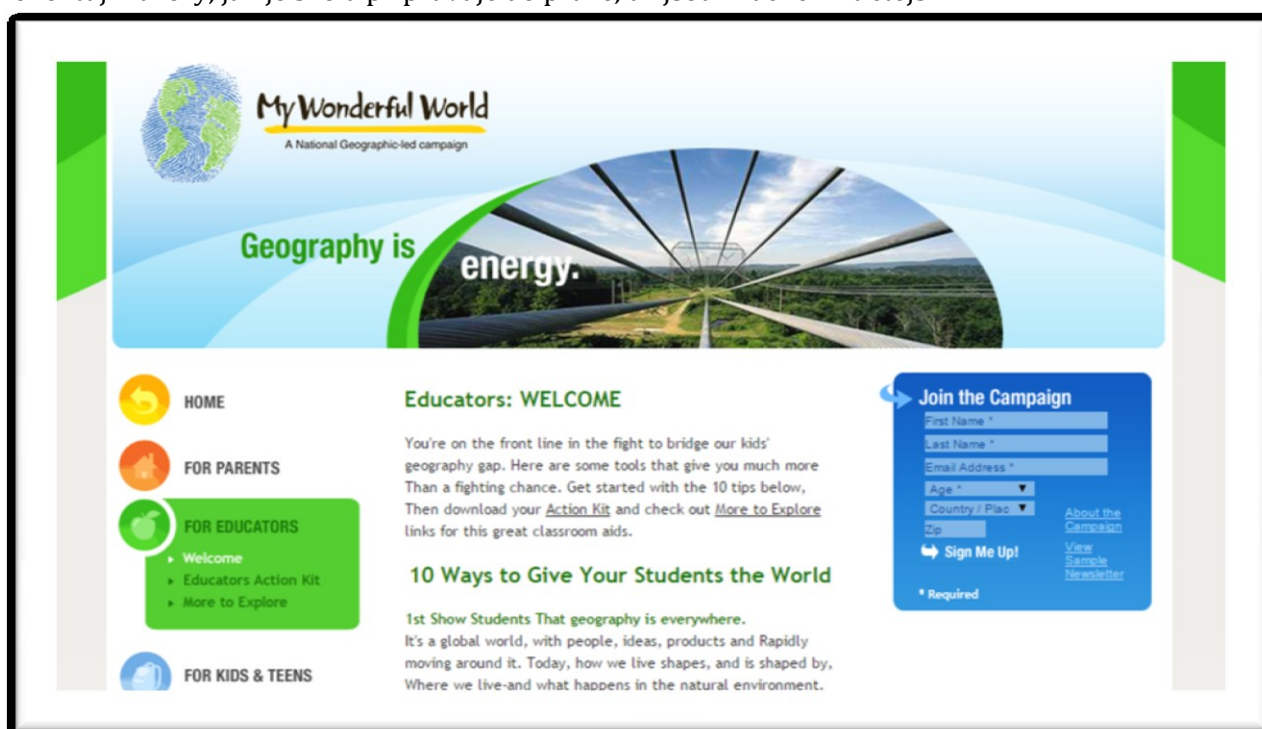 My Wonderful World
A National Geographic-led campaign
Geography is
energy.
HOME
FOR PARENTS
FOR EDUCATORS
Welcome
Educators Action Kit
More to Explore
FOR KIDS & TEENS
Educators: WELCOME
You're on the front line in the fight to bridge our kids'
geography gap. Here are some tools that give you much more
Than a fighting chance. Get started with the 10 tips below,
Then download your Action Kit and check out More to Explore
links for this great classroom aids.
10 Ways to Give Your Students the World
1st Show Students That geography is everywhere.
It's a global world, with people, ideas, products and Rapidly
moving around it. Today, how we live shapes, and is shaped by,
Where we live-and what happens in the natural environment.
Join the Campaign
First Name *
Last Name *
Email Address *
Age *
Country / Plac
Zip
Sign Me Up!
* Required
About the
Campaign
View
Sample
Newsletter